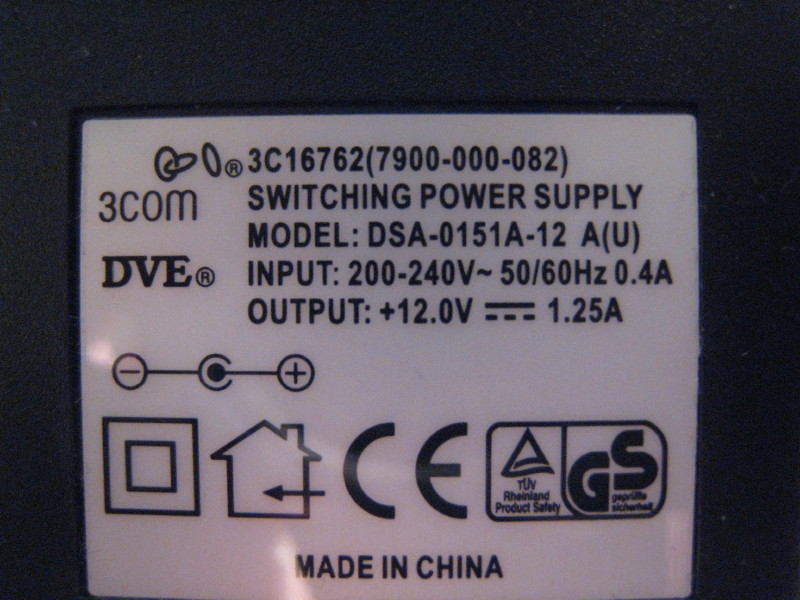 ® 3C16762(7900-000-082)
3COM SWITCHING POWER SUPPLY
MODEL: DSA-0151A-12 A(U)
DVE® INPUT: 200-240V~ 50/60Hz 0.4A
OUTPUT: +12.0V 1.25A
CE
TÜV
Rheinland
Product Safety
GS
geprüfte
sicherheit
MADE IN CHINA